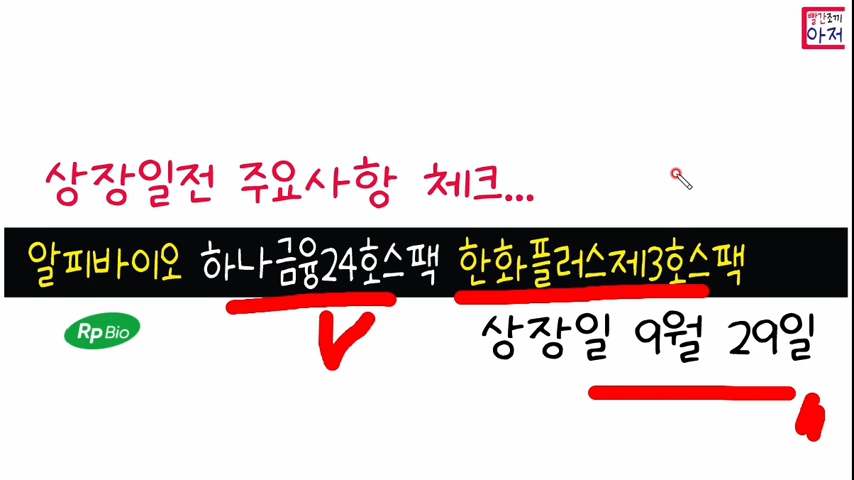 빨간조끼
아저
상장일전 주요사항 체크...
알피바이오 하나금융24호스팩 한화플러스제3호스팩
Rp Bio
상장일 9월 29일